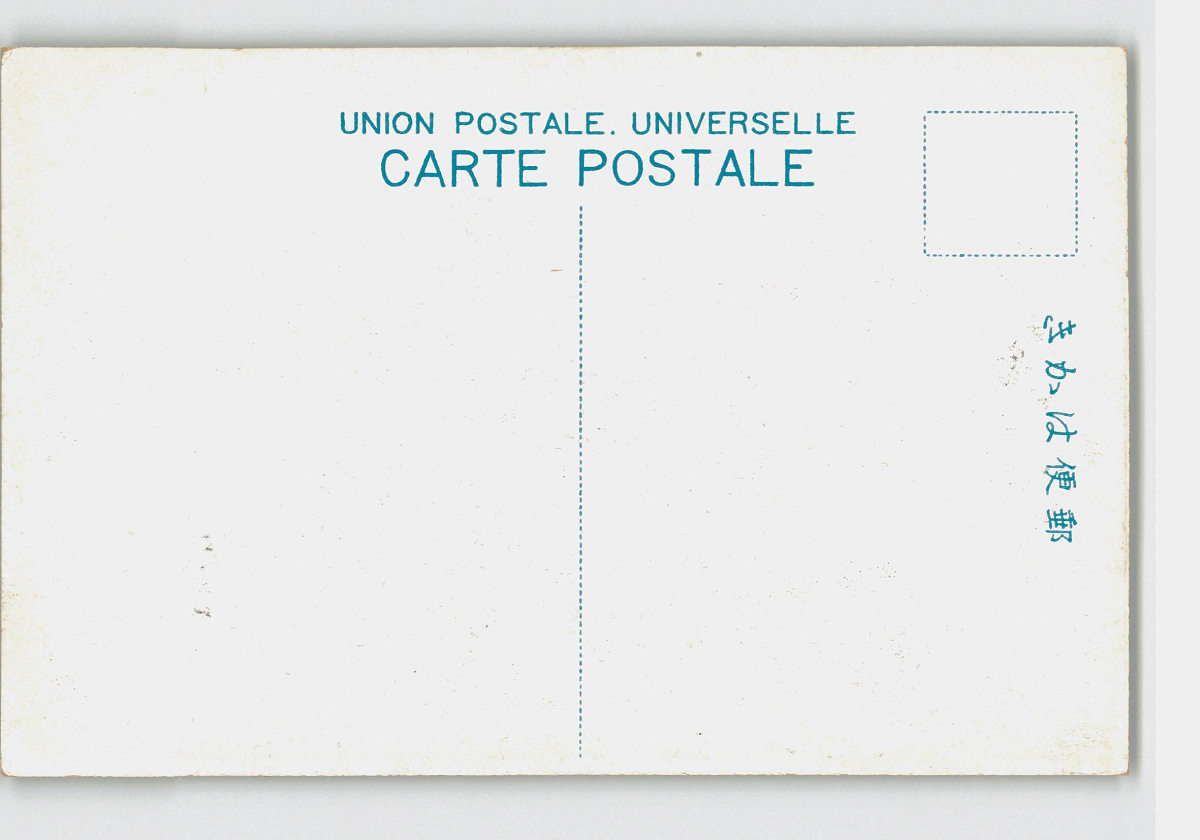 UNION POSTALE. UNIVERSELLE
CARTE POSTALE
郵便はかき